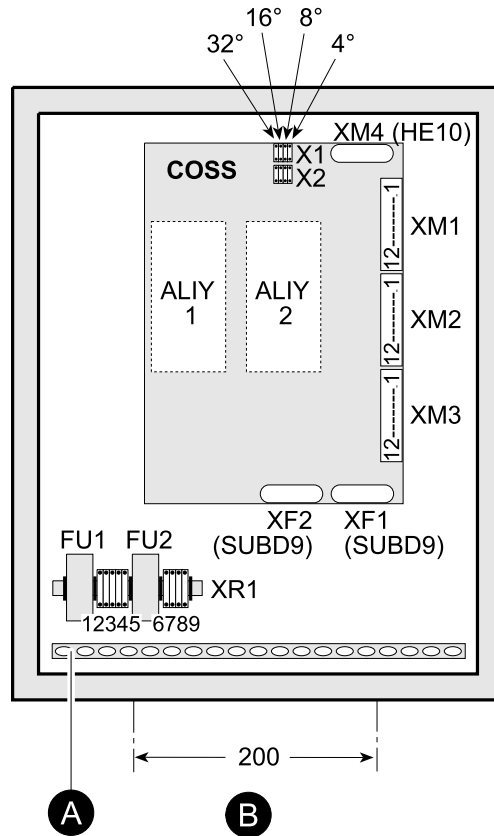 16° 8°
32° 4°
XM4 (HE10)
COSS X1
X2
1
XM1
12
ALIY
1
ALIY
2
1
XM2
12
1
XM3
12
XF2
(SUBD9)
XF1
(SUBD9)
FU1 FU2
XR1
12345 6789
200
A B